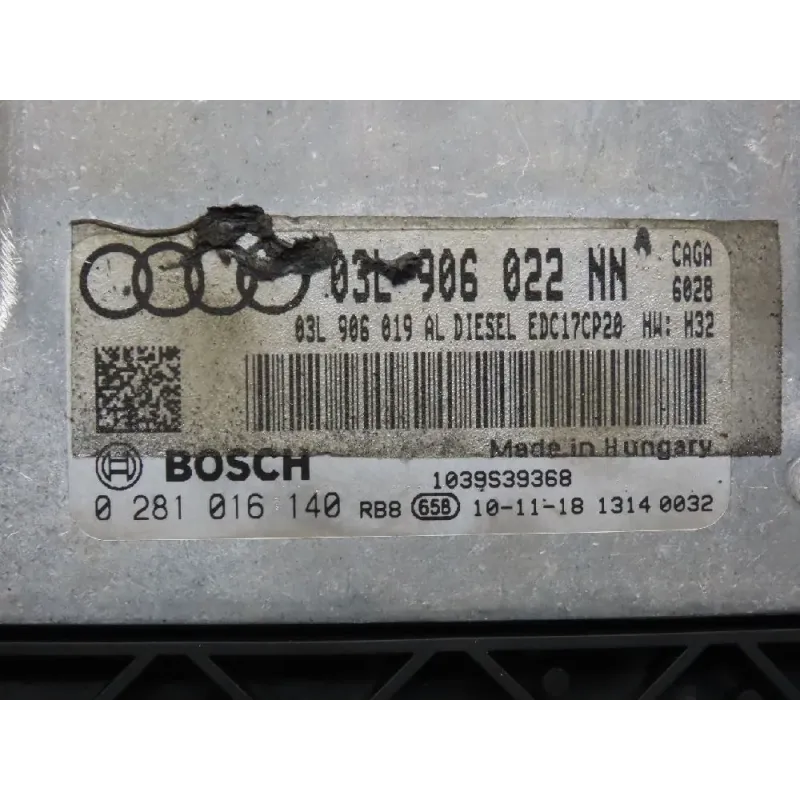 03L 906 022 NN CAGA
6028
03L 906 019 AL DIESEL EDC17CP20 HW: H32
Made in Hungary
BOSCH
1039S39368
0 281 016 140 RB8 658 10-11-18 1314 0032